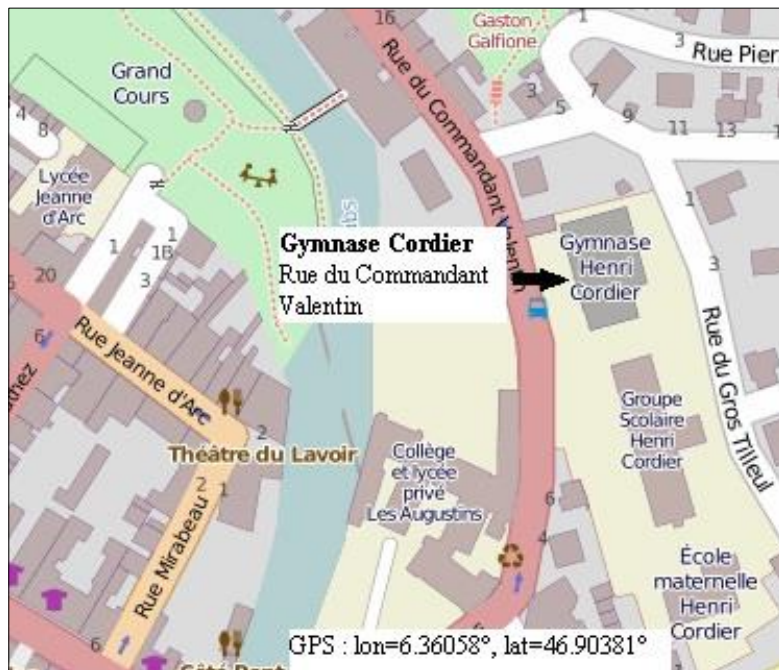 16
Gaston
Galfione
1
3
Rue Pier
Grand
Cours
Rue du Commandant Valentin
3
5
7
9
11
13
4
8
Lycée
Jeanne
d'Arc
1
1
1B
3
1
Gymnase Cordier
Rue du Commandant
Valentin
Gymnase
Henri
Cordier
3
20
6
Rue Jeanne d'Arc
Rue du Gros Tilleul
Groupe
Scolaire
Henri
Cordier
2
Théâtre du Lavoir
Collège
et lycée
privé
Les Augustins
2
1
6
4
Rue Mirabeau
École
maternelle
Henri
Cordier
6
GPS : lon=6.36058°, lat=46.90381°